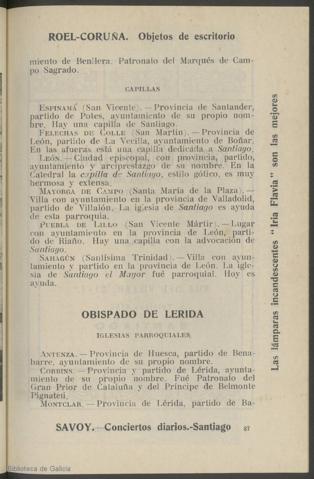 ROEL-CORUÑA. Objetos de escritorio
miento de Benllera. Patronato del Marqués de Cam-
po Sagrado.
CAPILLAS
ESPINAMÁ (San Vicente). — Provincia de Santander,
partido de Potes, ayuntamiento de su propio nom-
bre. Hay una capilla de Santiago.
FELECHAS DE COLLE (San Martín). — Provincia de
León, partido de La Vecilla, ayuntamiento de Boñar.
En las afueras está una capilla dedicada a Santiago.
LEÓN. — Ciudad episcopal, con provincia, partido,
ayuntamiento y arciprestazgo de su nombre. En la
Catedral la capilla de Santiago, estilo gótico, es muy
hermosa y extensa.
MAYORGA DE CAMPO (Santa María de la Plaza). —
Villa con ayuntamiento en la provincia de Valladolid,
partido de Villalón. La iglesia de Santiago es ayuda
de esta parroquia.
PUEBLA DE LILLO (San Vicente Mártir). — Lugar
con ayuntamiento en la provincia de León, parti-
do de Riaño. Hay una capilla con la advocación de
Santiago.
SAHAGÚN (Santísima Trinidad). — Villa con ayun-
tamiento y partido en la provincia de León. La igle-
sia de Santiago el Mayor fué parroquial. Hoy es
ayuda.
OBISPADO DE LERIDA
IGLESIAS PARROQUIALES
ANTENZA. — Provincia de Huesca, partido de Bena-
barre, ayuntamiento de su propio nombre.
CORBINS. — Provincia y partido de Lérida, ayunta-
miento de su propio nombre. Fué Patronato del
Gran Prior de Cataluña y del Príncipe de Belmonte
Pignateli.
MONTCLAR. — Provincia de Lérida, partido de Ba-
SAVOY. — Conciertos diarios. - Santiago 87
Las lámparas incandescentes "Iria Flavia" son las mejores
Biblioteca de Galicia